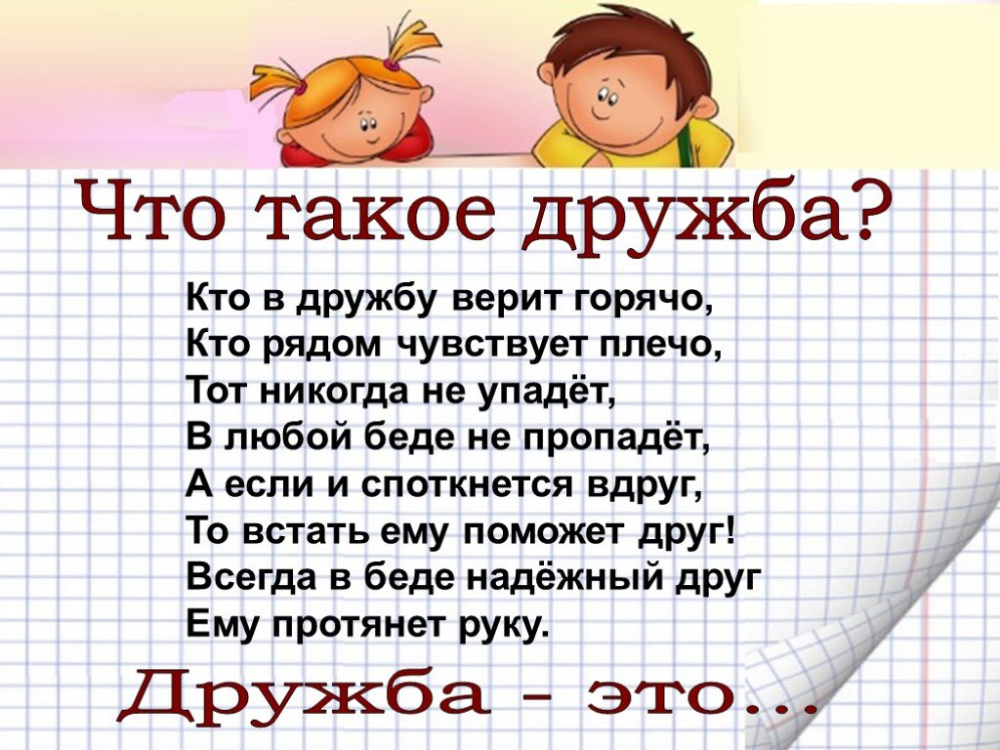 Что такое дружба?
Кто в дружбу верит горячо,
Кто рядом чувствует плечо,
Тот никогда не упадёт,
В любой беде не пропадёт,
А если и споткнется вдруг,
То встать ему поможет друг!
Всегда в беде надёжный друг
Ему протянет руку.
Дружба - это...